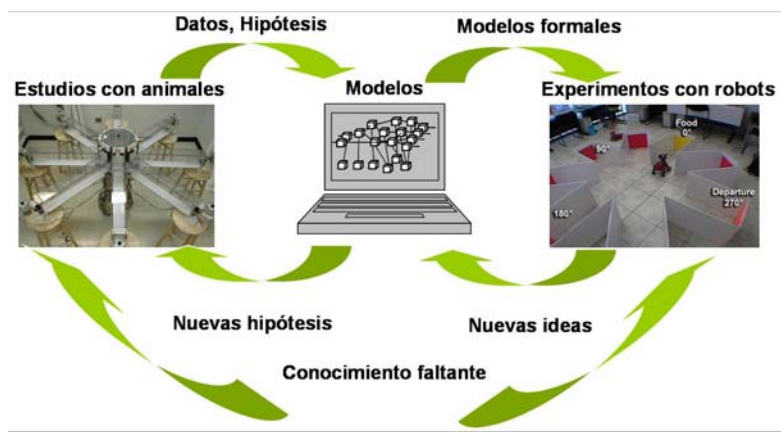 Datos, Hipótesis
Modelos formales
Estudios con animales
Modelos
Experimentos con robots
Food
0°
90°
Departure
270°
180°
Nuevas hipótesis
Nuevas ideas
Conocimiento faltante